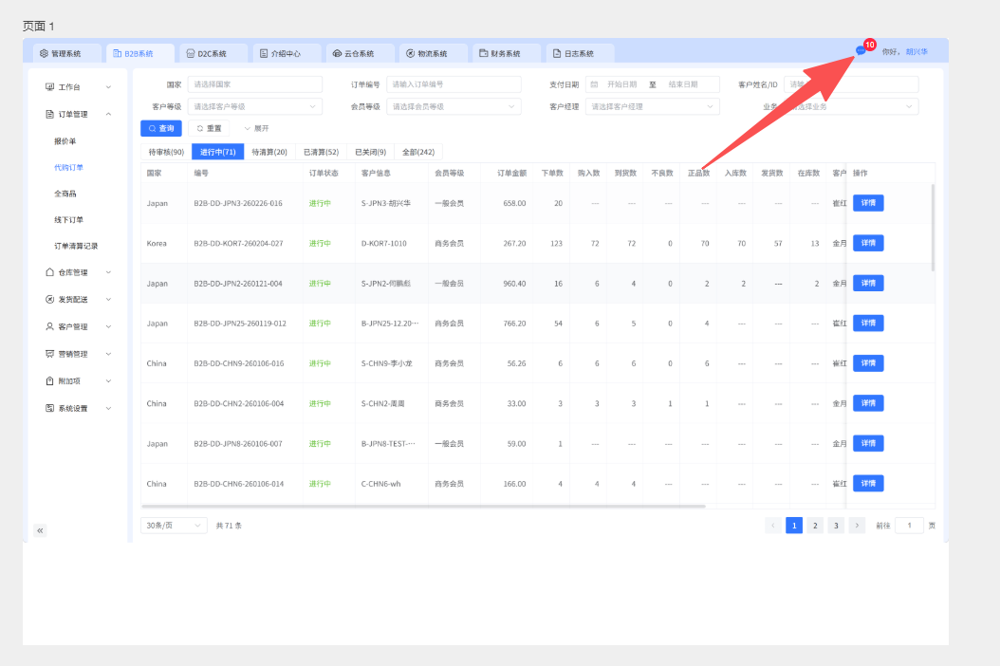 页面 1
管理系统 B2B系统 D2C系统 介绍中心 云仓系统 物流系统 财务系统 日志系统 10 你好, 胡兴华
工作台
订单管理
报价单
代购订单
全商品
线下订单
订单清算记录
仓库管理
发货配送
客户管理
营销管理
附加项
系统设置
国家 请选择国家 订单编号 请输入订单编号 支付日期 开始日期 至 结束日期 客户姓名/ID
客户等级 请选择客户等级 会员等级 请选择会员等级 客户经理 请选择客户经理 业务 选择业务
查询 重置 展开
待审核(90) 进行中(71) 待清算(20) 已清算(52) 已关闭(9) 全部(242)
国家 编号 订单状态 客户信息 会员等级 订单金额 下单数 购入数 到货数 不良数 正品数 入库数 发货数 在库数 客户 操作
Japan B2B-DD-JPN3-260226-016 进行中 S-JPN3-胡兴华 一般会员 658.00 20 --- --- --- --- --- --- --- 崔红 详情
Korea B2B-DD-KOR7-260204-027 进行中 D-KOR7-1010 商务会员 267.20 123 72 72 0 70 70 57 13 金月 详情
Japan B2B-DD-JPN2-260121-004 进行中 S-JPN2-何鹏彪 一般会员 960.40 16 6 4 0 2 2 --- 2 金月 详情
Japan B2B-DD-JPN25-260119-012 进行中 B-JPN25-12.20··· 商务会员 766.20 54 6 5 0 4 --- --- --- 崔红 详情
China B2B-DD-CHN9-260106-016 进行中 S-CHN9-李小龙 商务会员 56.26 6 6 6 0 6 --- --- --- 崔红 详情
China B2B-DD-CHN2-260106-004 进行中 S-CHN2-周周 商务会员 33.00 3 3 3 1 1 --- --- --- 金月 详情
Japan B2B-DD-JPN8-260106-007 进行中 B-JPN8-TEST-··· 一般会员 59.00 1 --- --- --- --- --- --- --- 金月 详情
China B2B-DD-CHN6-260106-014 进行中 C-CHN6-wh 商务会员 166.00 4 4 4 --- --- --- --- --- 崔红 详情
30条/页 共 71 条 1 2 3 前往 1 页